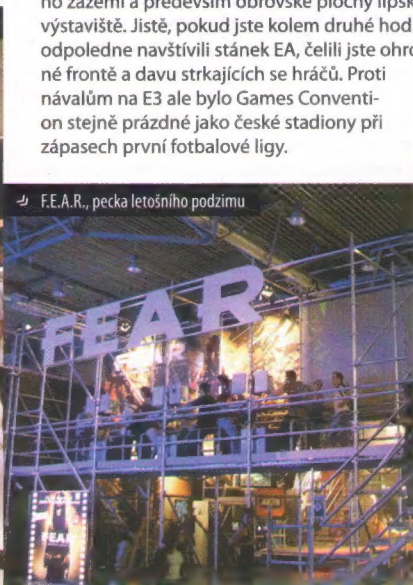 no zázemí a především obrovské plochy lipsk
výstaviště. Jistě, pokud jste kolem druhé hod
odpoledne navštívili stánek EA, čelili jste ohro
né frontě a davu strkajících se hráčů. Proti
návalům na E3 ale bylo Games Conventi-
on stejně prázdné jako české stadiony při
zápasech první fotbalové ligy.
F.E.A.R., pecka letošního podzimu
FEAR
FEAR